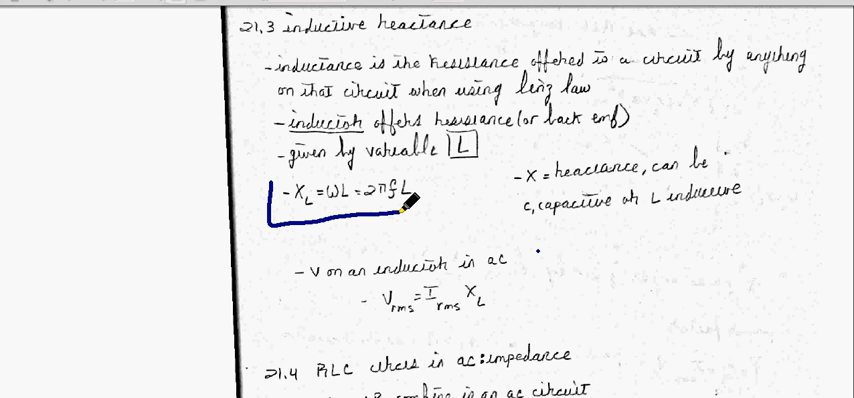 21.3 inductive reactance
- inductance is the resistance offered to a circuit by anything
on that circuit when using linz law
- inductor offers resistance (or back emf)
- given by variable L
- X_L = ωL = 2πfL
- X = reactance, can be
c, capacitive or L inductive
- V on an inductor in ac
- V_rms = I_rms X_L
21.4 RLC in ac: impedance
combine in an ac circuit